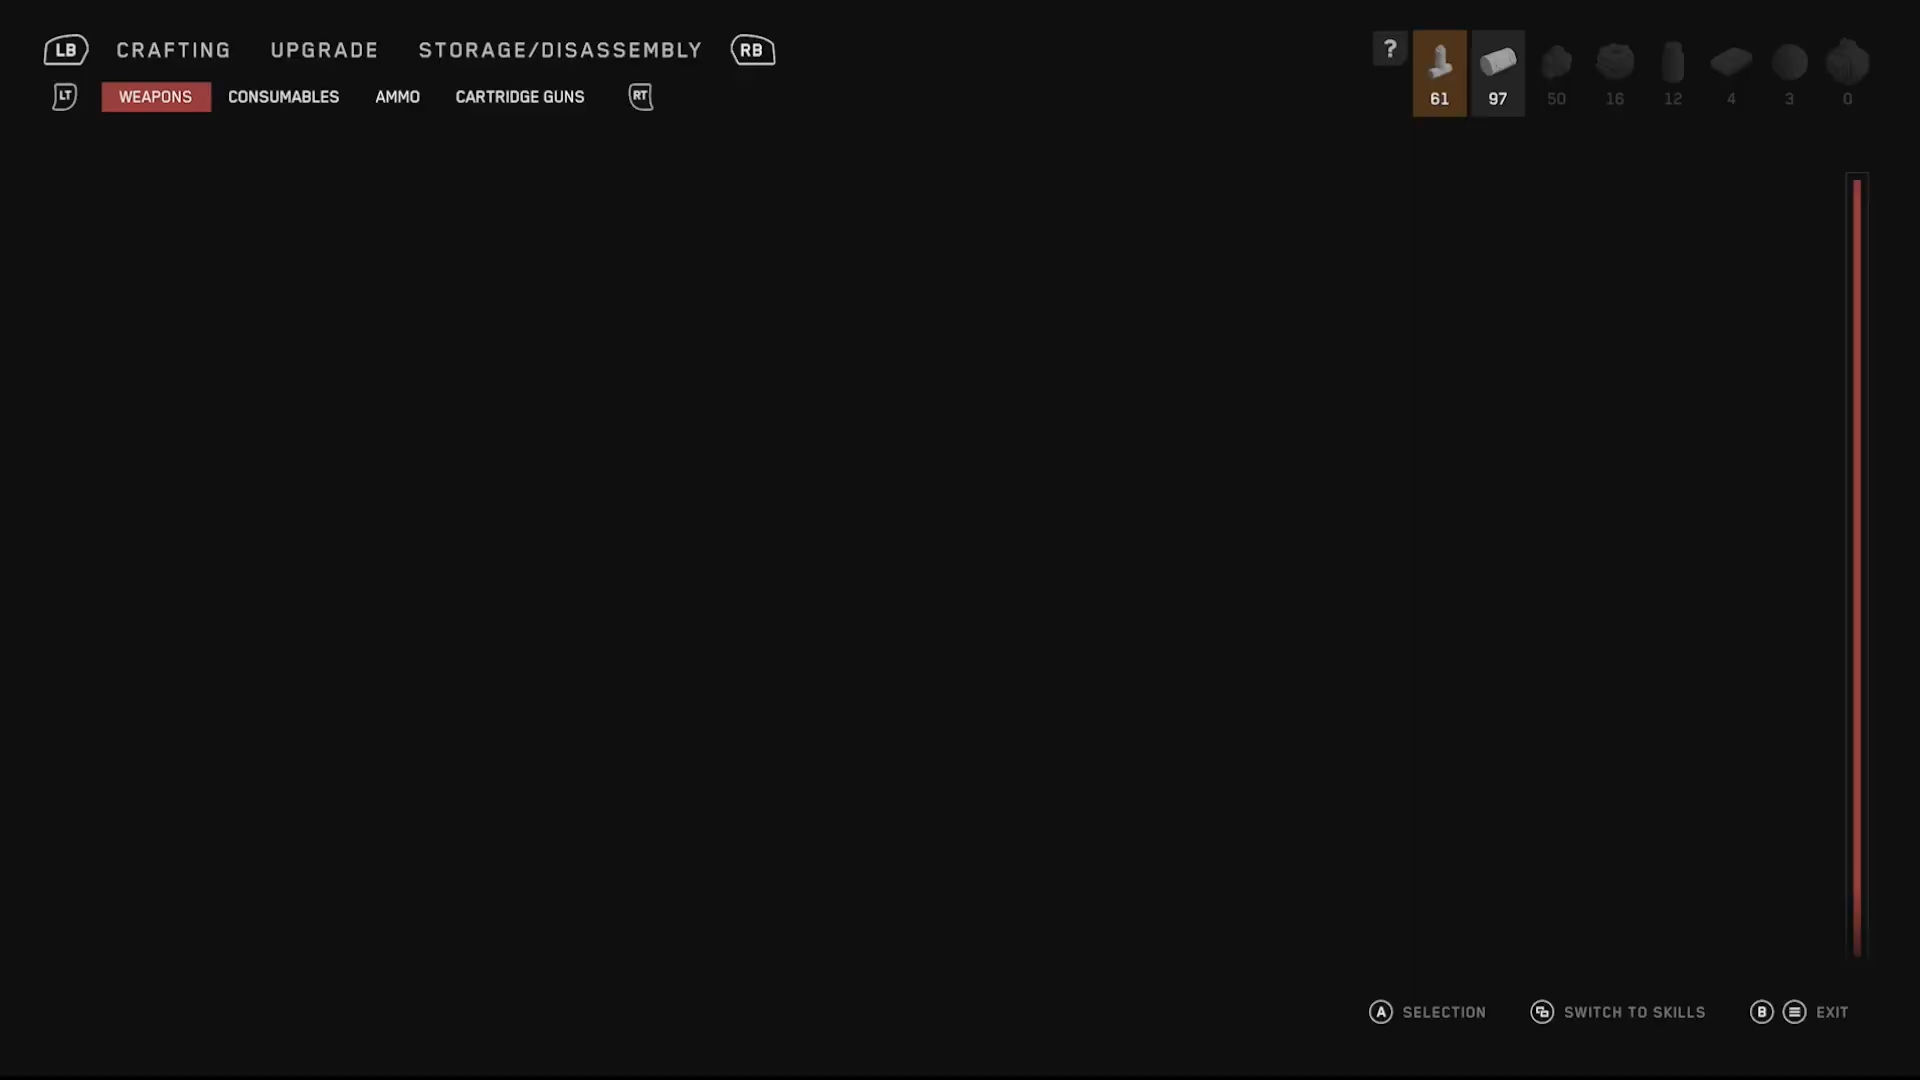 LB CRAFTING UPGRADE STORAGE/DISASSEMBLY RB
LT WEAPONS CONSUMABLES AMMO CARTRIDGE GUNS RT
?
61 97 50 16 12 4 3 0
A SELECTION SWITCH TO SKILLS B EXIT